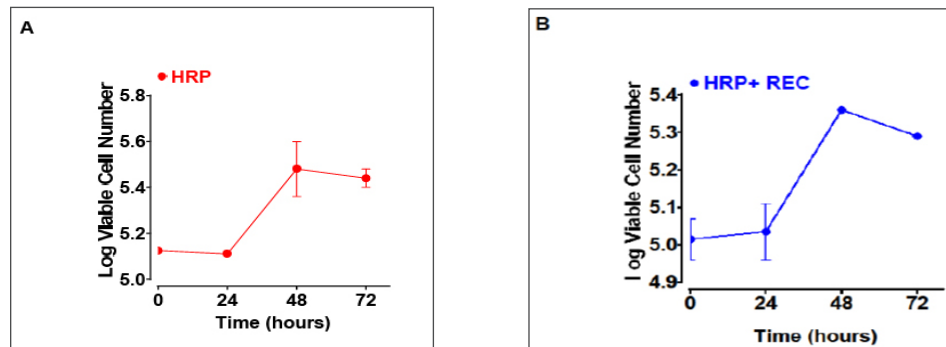 A
HRP
Log Viable Cell Number
5.8
5.6
5.4
5.2
5.0
0 24 48 72
Time (hours)
B
HRP+ REC
l og Viable Cell Number
5.4
5.3
5.2
5.1
5.0
4.9
0 24 48 72
Time (hours)